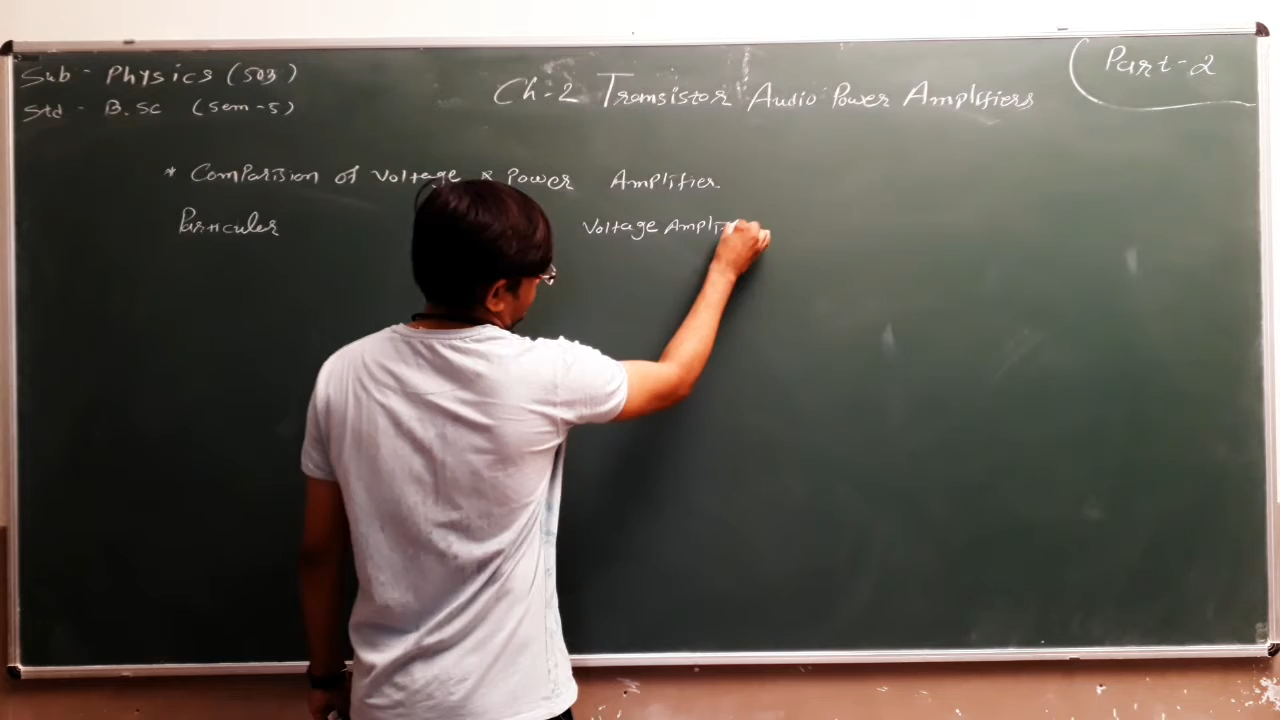 Sub - Physics (503)
Std - B.SC (Sem-5)
Ch-2 Transistor Audio Power Amplifiers
Part-2
* Comparision of Voltage & Power Amplifier.
Particuler
Voltage Ampli